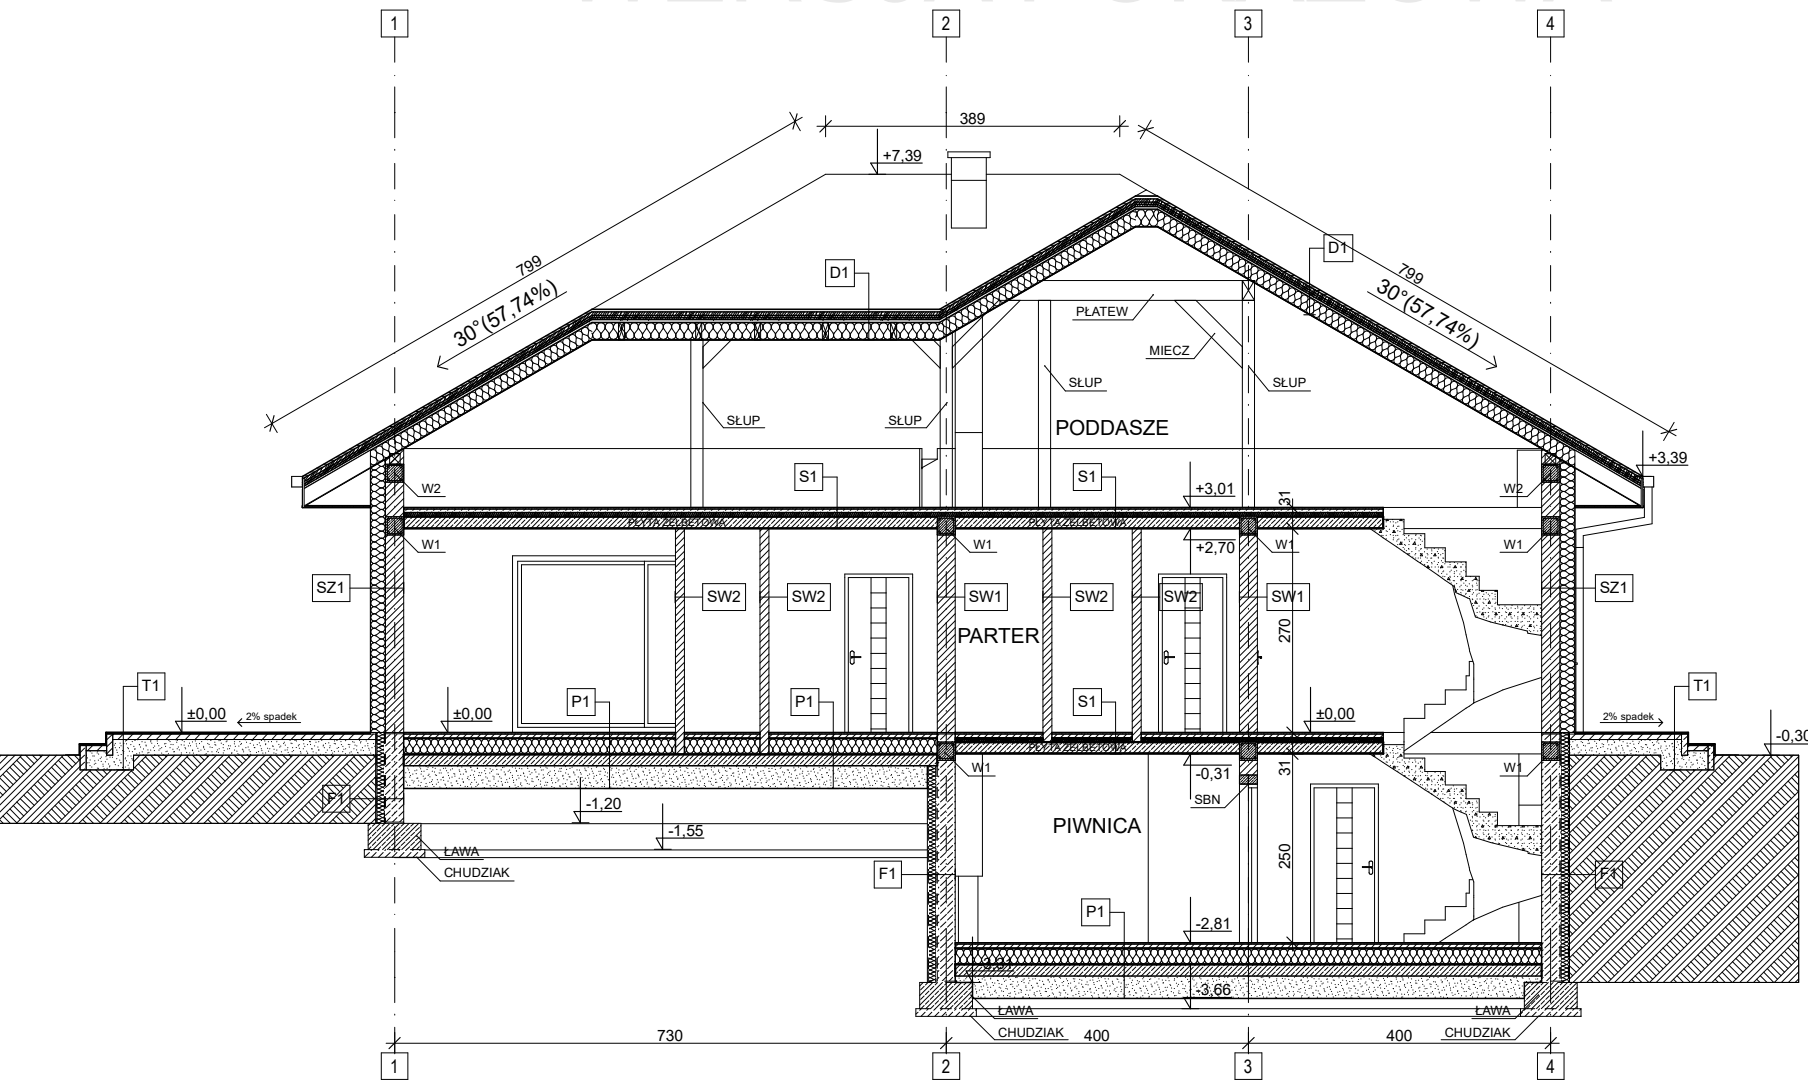 1
2
3
4
389
+7,39
799
30°(57,74%)
D1
D1
799
30°(57,74%)
PŁATEW
MIECZ
SŁUP
SŁUP
SŁUP
SŁUP
PODDASZE
+3,39
W2
S1
S1
+3,01
31
W2
PŁYTA ŻELBETOWA
PŁYTA ŻELBETOWA
W1
W1
+2,70
W1
W1
SZ1
SW2
SW2
SW1
SW2
SW2
SW1
SZ1
PARTER
270
T1
±0,00
2% spadek
±0,00
P1
P1
S1
±0,00
2% spadek
T1
-0,30
PŁYTA ŻELBETOWA
W1
-0,31
31
W1
F1
-1,20
SBN
-1,55
PIWNICA
ŁAWA
CHUDZIAK
F1
250
F1
P1
-2,81
-3,31
-3,66
ŁAWA
ŁAWA
CHUDZIAK
CHUDZIAK
730
400
400
1
2
3
4